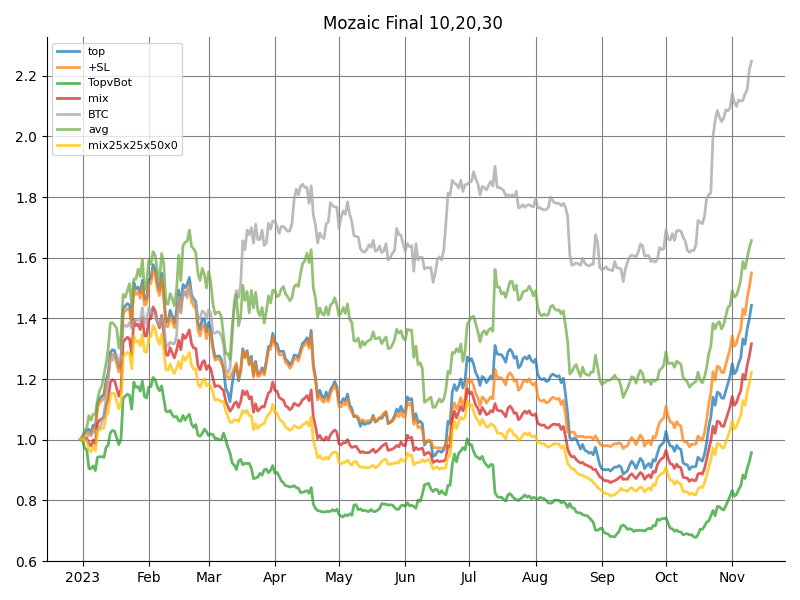 Mozaic Final 10,20,30
top
+SL
TopvBot
mix
BTC
avg
mix25x25x50x0
2.2
2.0
1.8
1.6
1.4
1.2
1.0
0.8
0.6
2023 Feb Mar Apr May Jun Jul Aug Sep Oct Nov